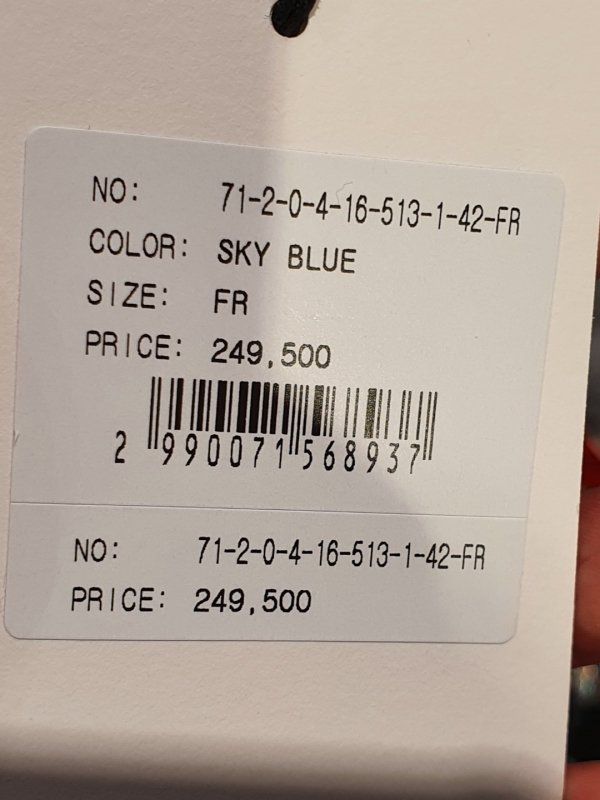 NO: 71-2-0-4-16-513-1-42-FR
COLOR: SKY BLUE
SIZE: FR
PRICE: 249,500
2 990071 568937
NO: 71-2-0-4-16-513-1-42-FR
PRICE: 249,500